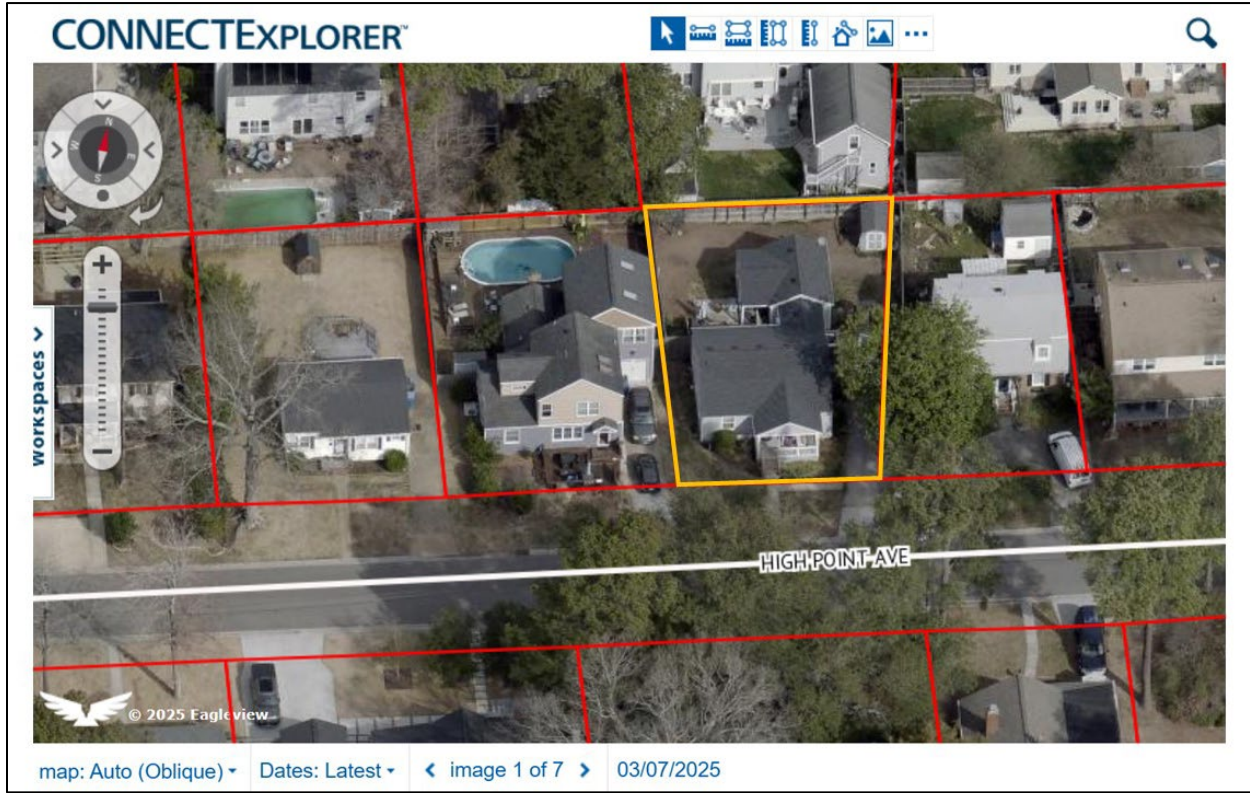 CONNECTEXPLORER™
N
W
E
S
Workspaces
HIGH POINT AVE
© 2025 Eagleview
map: Auto (Oblique)
Dates: Latest
image 1 of 7
03/07/2025